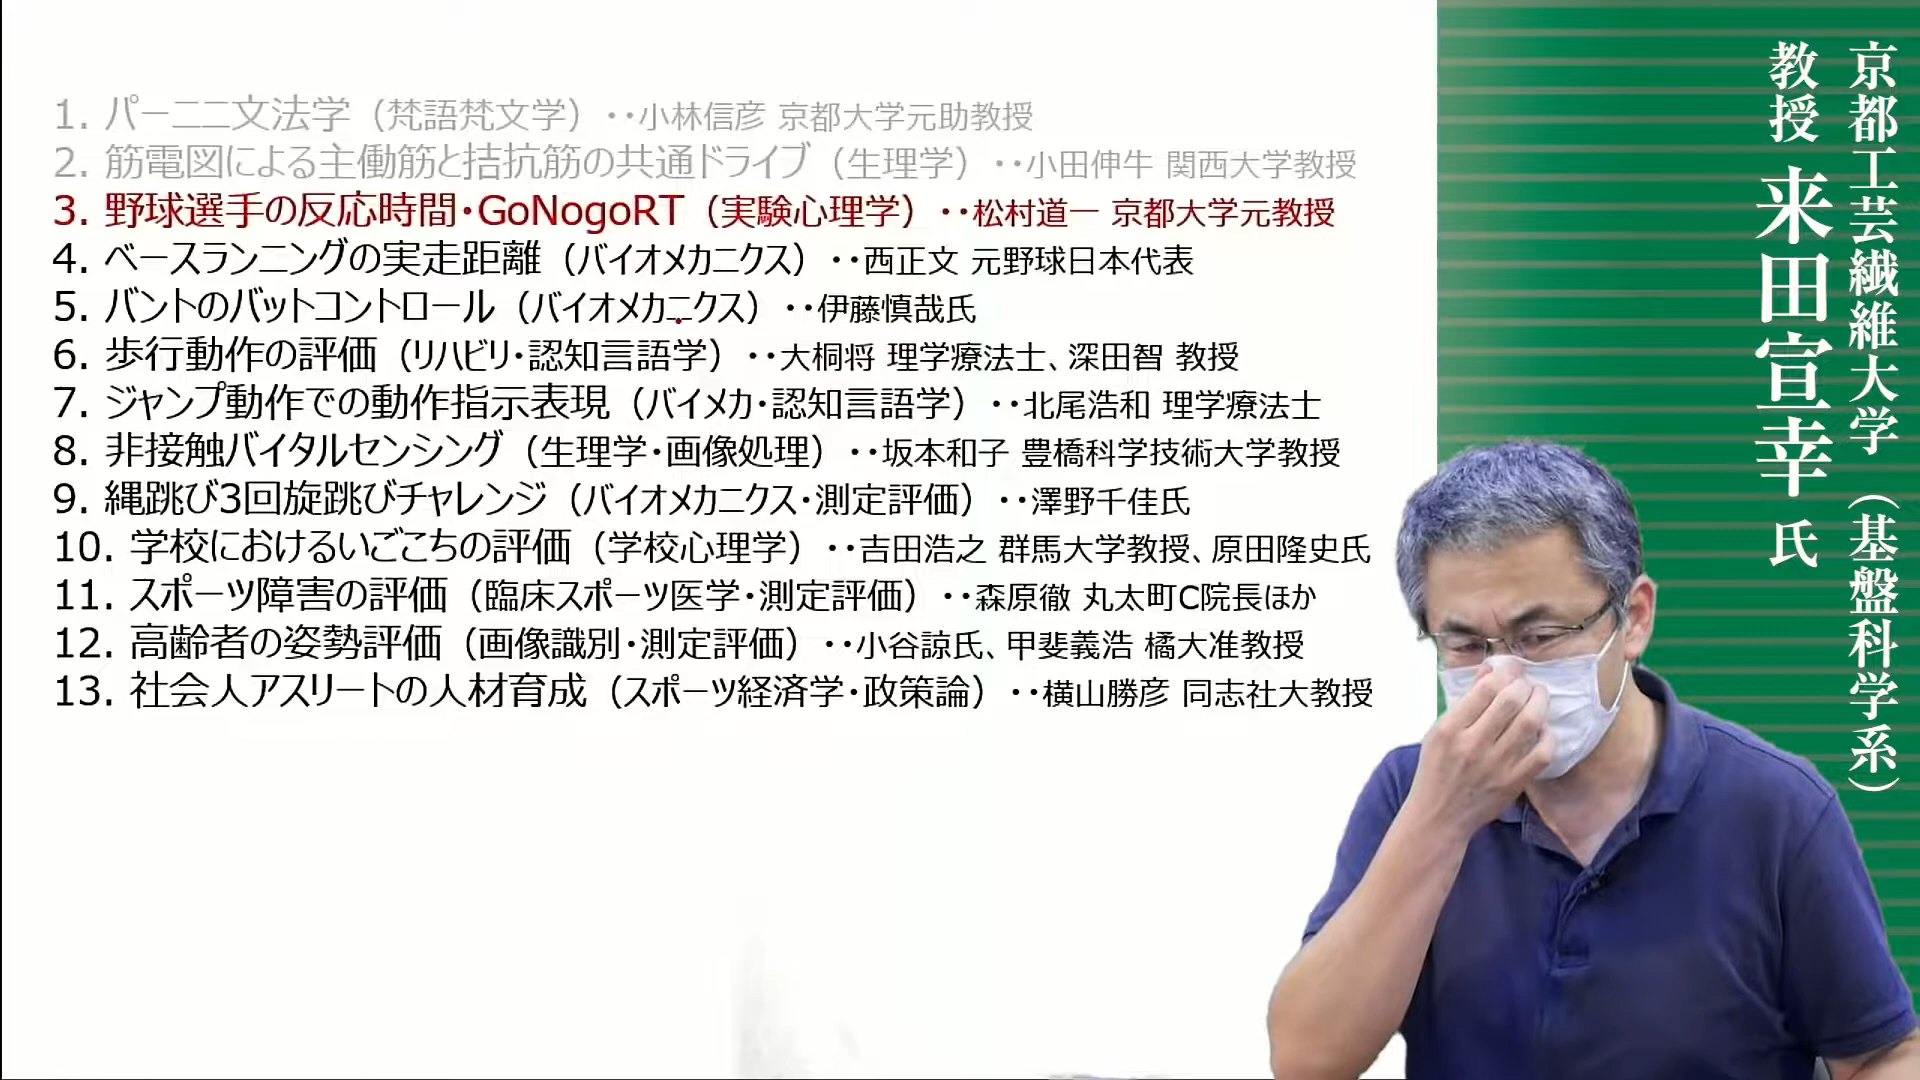 1. パーニニ文法学（梵語梵文学）・・小林信彦 京都大学元助教授
2. 筋電図による主働筋と拮抗筋の共通ドライブ（生理学）・・小田伸午 関西大学教授
3. 野球選手の反応時間・GoNogoRT（実験心理学）・・松村道一 京都大学元教授
4. ベースランニングの実走距離（バイオメカニクス）・・西正文 元野球日本代表
5. バントのバットコントロール（バイオメカニクス）・・伊藤慎哉氏
6. 歩行動作の評価（リハビリ・認知言語学）・・大桐将 理学療法士、深田智 教授
7. ジャンプ動作での動作指示表現（バイメカ・認知言語学）・・北尾浩和 理学療法士
8. 非接触バイタルセンシング（生理学・画像処理）・・坂本和子 豊橋科学技術大学教授
9. 縄跳び3回旋跳びチャレンジ（バイオメカニクス・測定評価）・・澤野千佳氏
10. 学校におけるいごこちの評価（学校心理学）・・吉田浩之 群馬大学教授、原田隆史氏
11. スポーツ障害の評価（臨床スポーツ医学・測定評価）・・森原徹 丸太町C院長ほか
12. 高齢者の姿勢評価（画像識別・測定評価）・・小谷諒氏、甲斐義浩 橘大准教授
13. 社会人アスリートの人材育成（スポーツ経済学・政策論）・・横山勝彦 同志社大教授
京都工芸繊維大学（基盤科学系）
教授 来田宣幸 氏